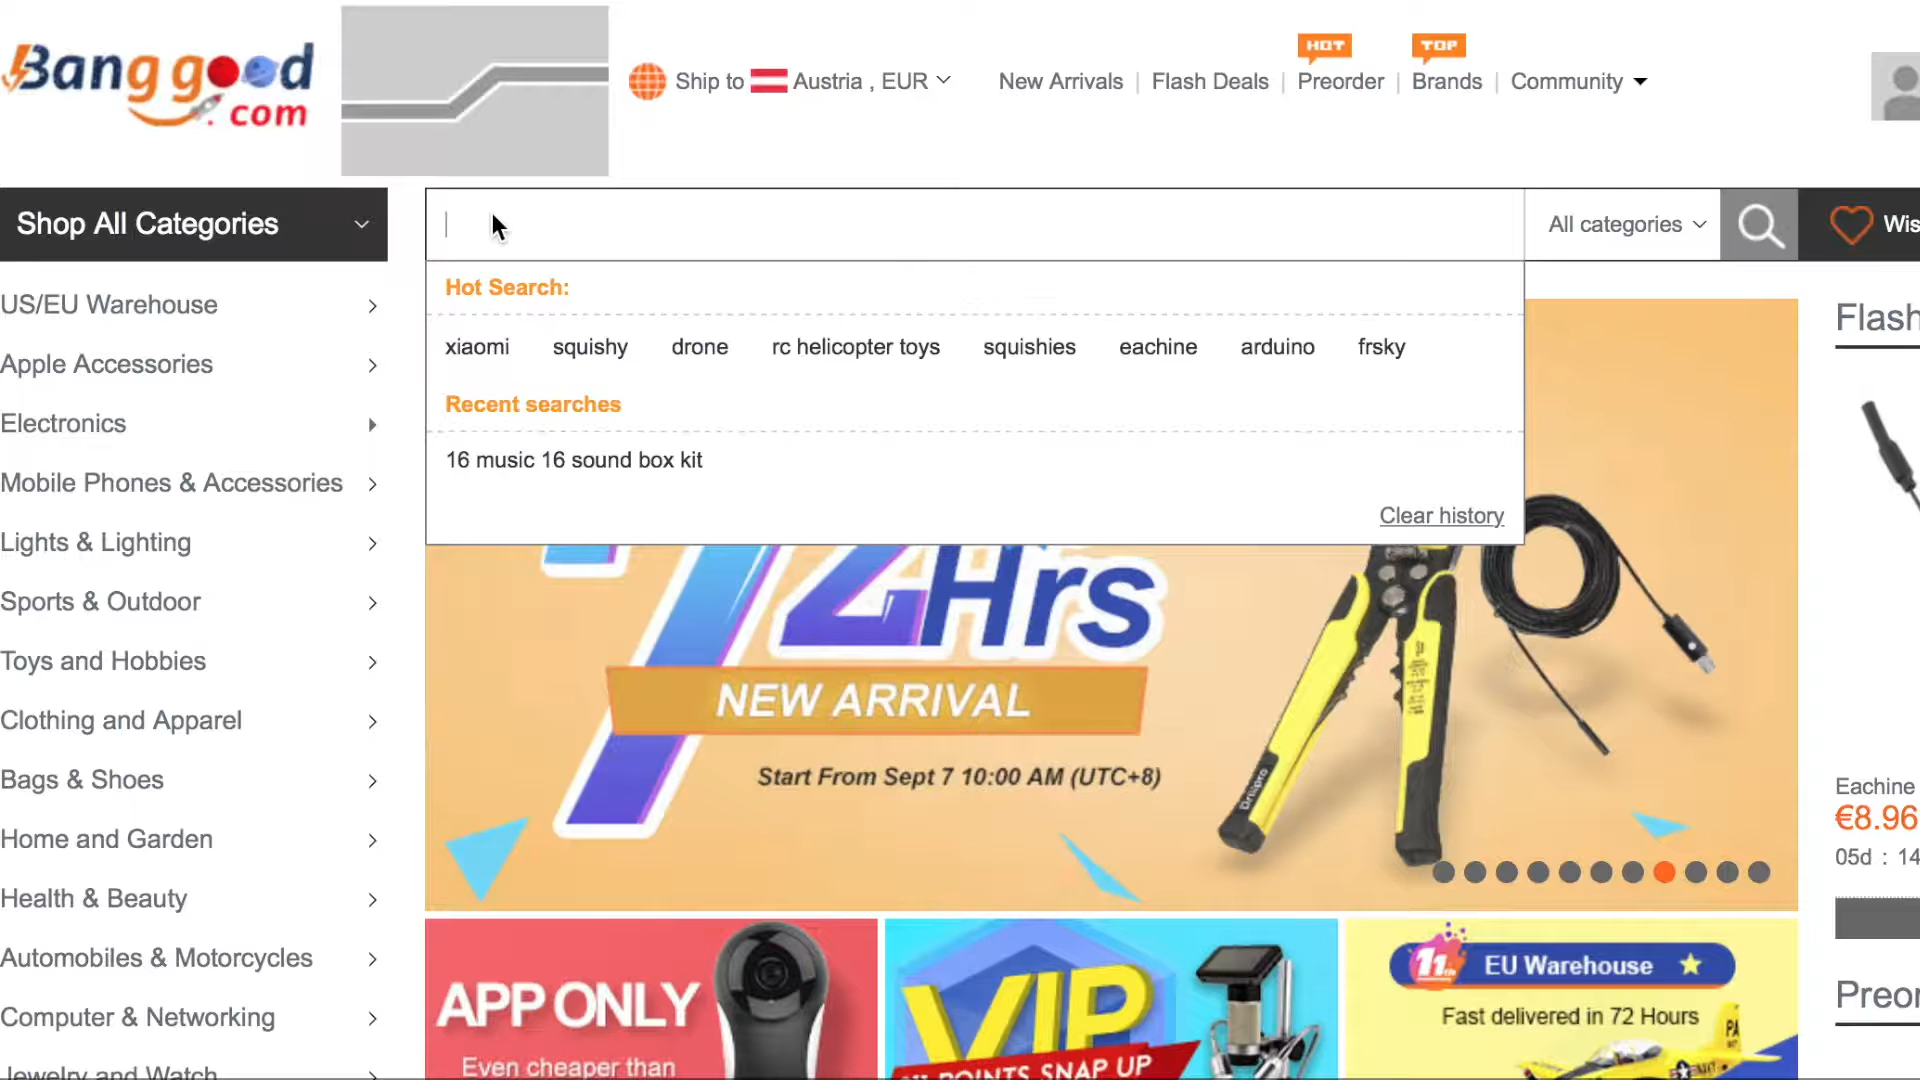 Banggood
.com
Ship to Austria , EUR
New Arrivals | Flash Deals | Preorder | Brands | Community
HOT
TOP
Shop All Categories
All categories
Wis
Hot Search:
xiaomi squishy drone rc helicopter toys squishies eachine arduino frsky
Recent searches
16 music 16 sound box kit
Clear history
US/EU Warehouse
Apple Accessories
Electronics
Mobile Phones & Accessories
Lights & Lighting
Sports & Outdoor
Toys and Hobbies
Clothing and Apparel
Bags & Shoes
Home and Garden
Health & Beauty
Automobiles & Motorcycles
Computer & Networking
Jewelry and Watch
72Hrs
NEW ARRIVAL
Start From Sept 7 10:00 AM (UTC+8)
Drillpro
Flash
Eachine
€8.96
05d : 14
Preor
APP ONLY
Even cheaper than
VIP
POINTS SNAP UP
11th
EU Warehouse
Fast delivered in 72 Hours
PA